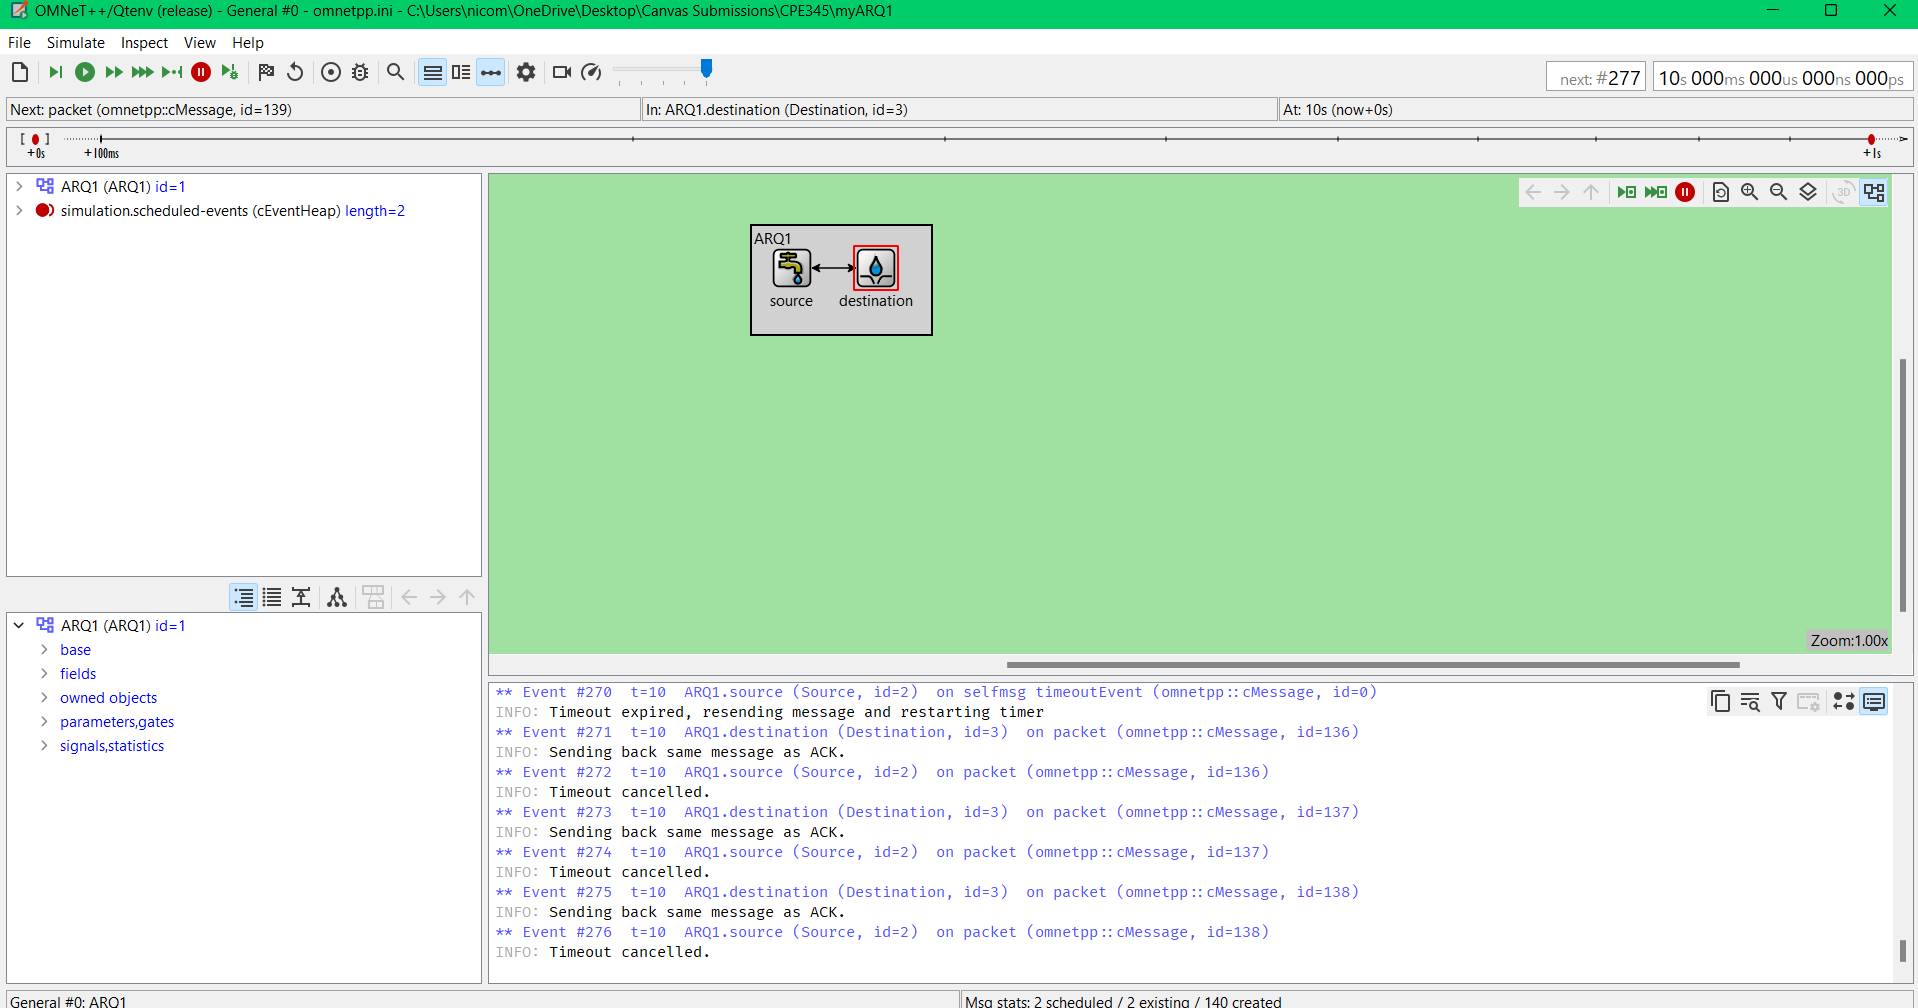 OMNeT++/Qtenv (release) - General #0 - omnetpp.ini - C:\Users\nicom\OneDrive\Desktop\Canvas Submissions\CPE345\myARQ1
File Simulate Inspect View Help
next: #277 10s 000ms 000us 000ns 000ps
Next: packet (omnetpp::cMessage, id=139) In: ARQ1.destination (Destination, id=3) At: 10s (now+0s)
[ ]
+0s +100ms +1s
ARQ1 (ARQ1) id=1
simulation.scheduled-events (cEventHeap) length=2
3D
ARQ1
source destination
Zoom:1.00x
ARQ1 (ARQ1) id=1
base
fields
owned objects
parameters,gates
signals,statistics
** Event #270 t=10 ARQ1.source (Source, id=2) on selfmsg timeoutEvent (omnetpp::cMessage, id=0)
INFO: Timeout expired, resending message and restarting timer
** Event #271 t=10 ARQ1.destination (Destination, id=3) on packet (omnetpp::cMessage, id=136)
INFO: Sending back same message as ACK.
** Event #272 t=10 ARQ1.source (Source, id=2) on packet (omnetpp::cMessage, id=136)
INFO: Timeout cancelled.
** Event #273 t=10 ARQ1.destination (Destination, id=3) on packet (omnetpp::cMessage, id=137)
INFO: Sending back same message as ACK.
** Event #274 t=10 ARQ1.source (Source, id=2) on packet (omnetpp::cMessage, id=137)
INFO: Timeout cancelled.
** Event #275 t=10 ARQ1.destination (Destination, id=3) on packet (omnetpp::cMessage, id=138)
INFO: Sending back same message as ACK.
** Event #276 t=10 ARQ1.source (Source, id=2) on packet (omnetpp::cMessage, id=138)
INFO: Timeout cancelled.
General #0: ARQ1 Msg stats: 2 scheduled / 2 existing / 140 created